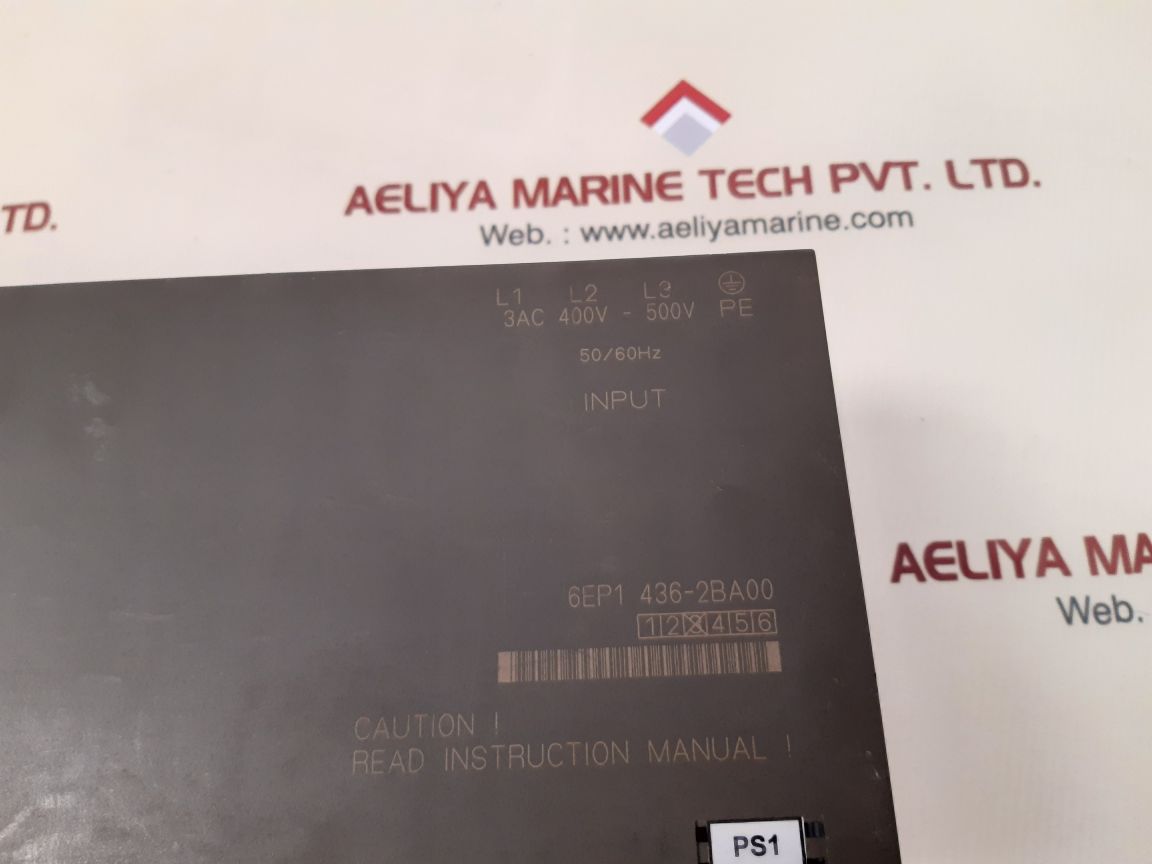 AELIYA MARINE TECH PVT. LTD.
TD.
Web. : www.aeliyamarine.com
L1 L2 L3 PE
3AC 400V - 500V
50/60Hz
INPUT
AELIYA MA
Web.
6EP1 436-2BA00
1 2 3 4 5 6
CAUTION !
READ INSTRUCTION MANUAL !
PS1